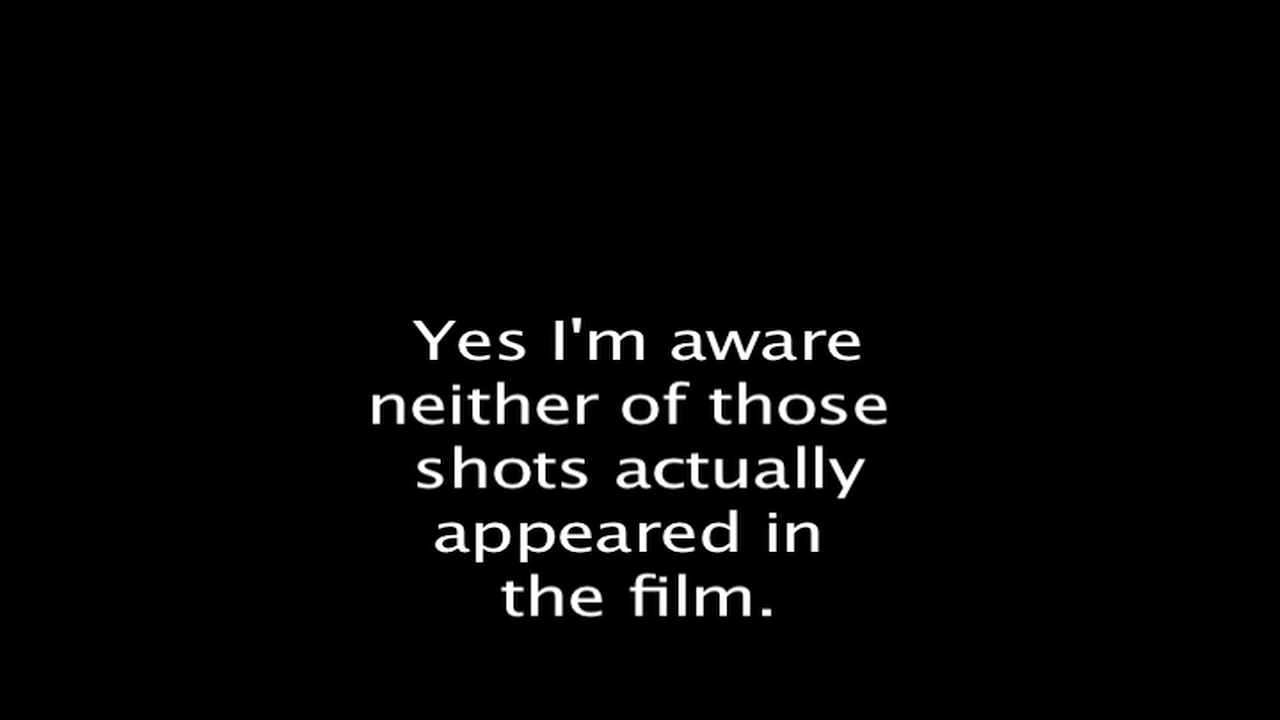 Yes I'm aware
neither of those
shots actually
appeared in
the film.